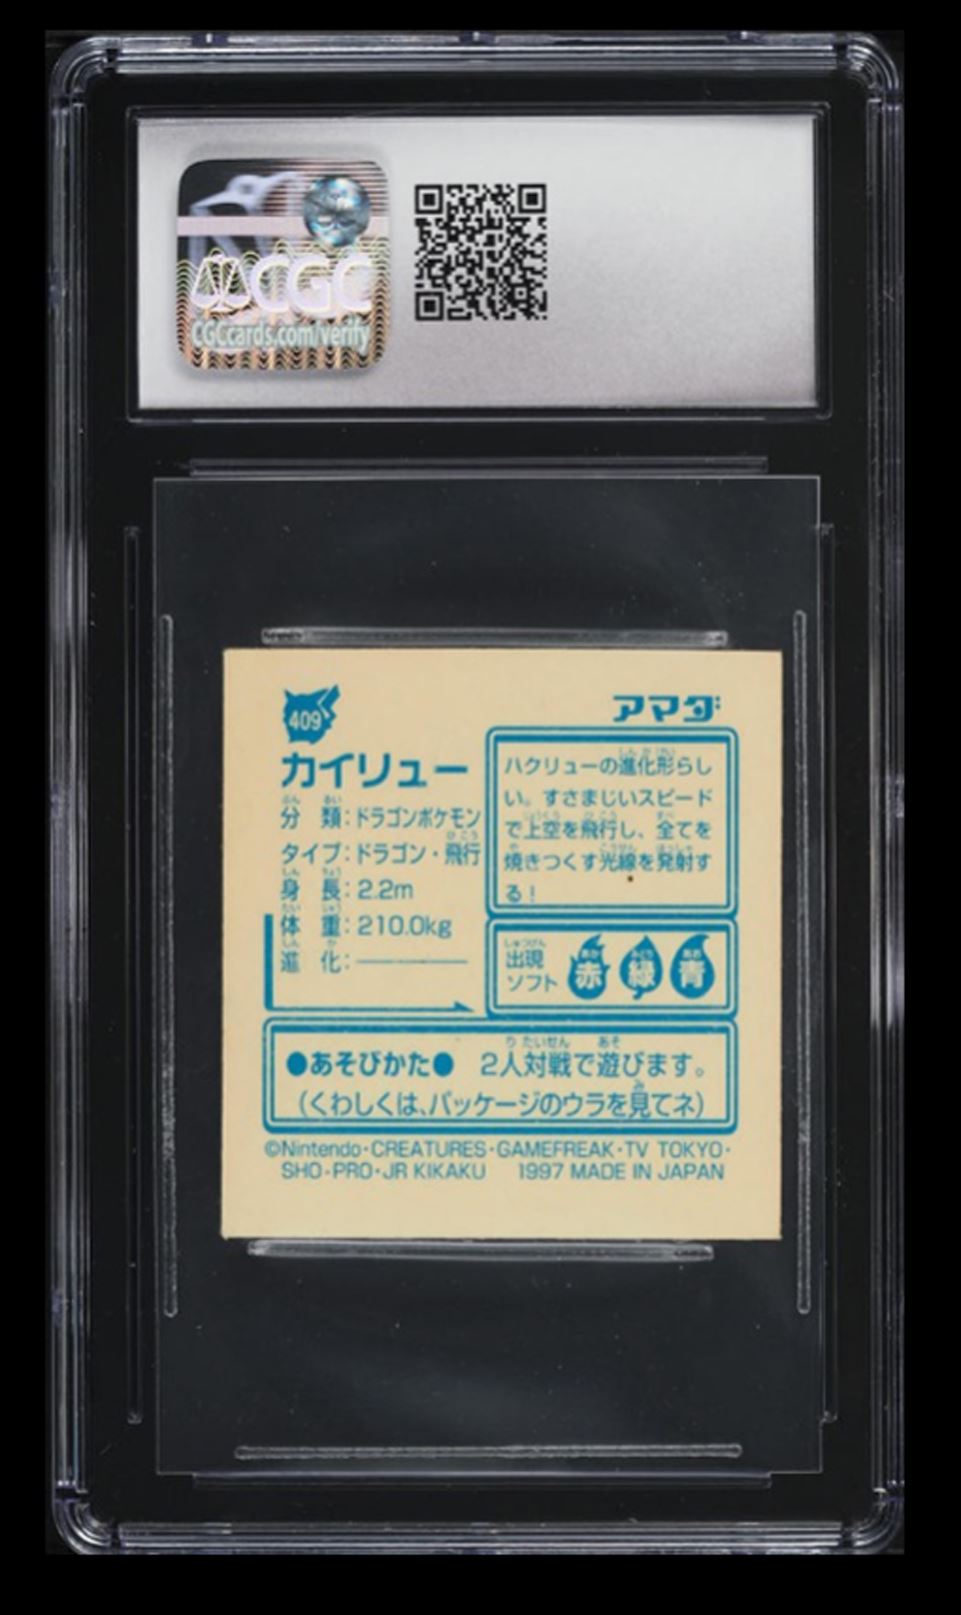 CGC
CGCcards.com/verify
409
アマダ
カイリュー
分類:ドラゴンポケモン
タイプ:ドラゴン・飛行
身長:2.2m
体重:210.0kg
進化:————
ハクリューの進化形らし
い。すさまじいスピード
で上空を飛行し、全てを
焼きつくす光線を発射す
る!
出現
ソフト
赤 緑 青
●あそびかた● 2人対戦で遊びます。
(くわしくは、パッケージのウラを見てネ)
©Nintendo・CREATURES・GAMEFREAK・TV TOKYO・
SHO-PRO・JR KIKAKU 1997 MADE IN JAPAN